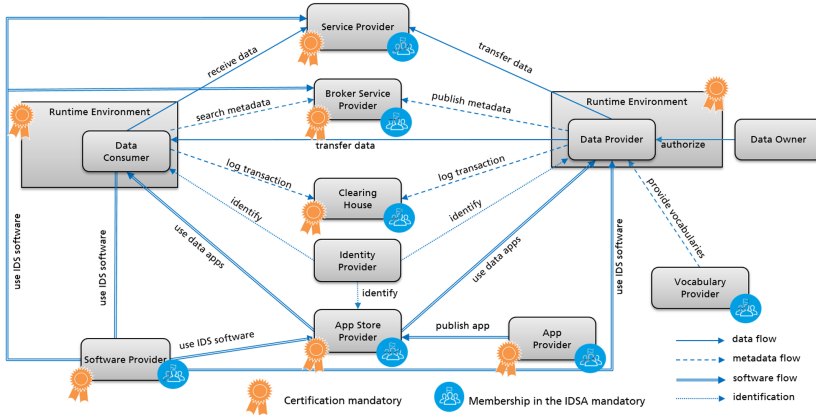 Service Provider
receive data
transfer data
Runtime Environment
Broker Service
Provider
Runtime Environment
search metadata
publish metadata
Data
Consumer
transfer data
Data Provider
authorize
Data Owner
log transaction
log transaction
identify
Clearing
House
identify
provide vocabularies
use IDS software
use IDS software
use data apps
Identity
Provider
use data apps
use IDS software
identify
Vocabulary
Provider
use IDS software
App Store
Provider
publish app
App
Provider
Software Provider
data flow
metadata flow
software flow
identification
Certification mandatory
Membership in the IDSA mandatory